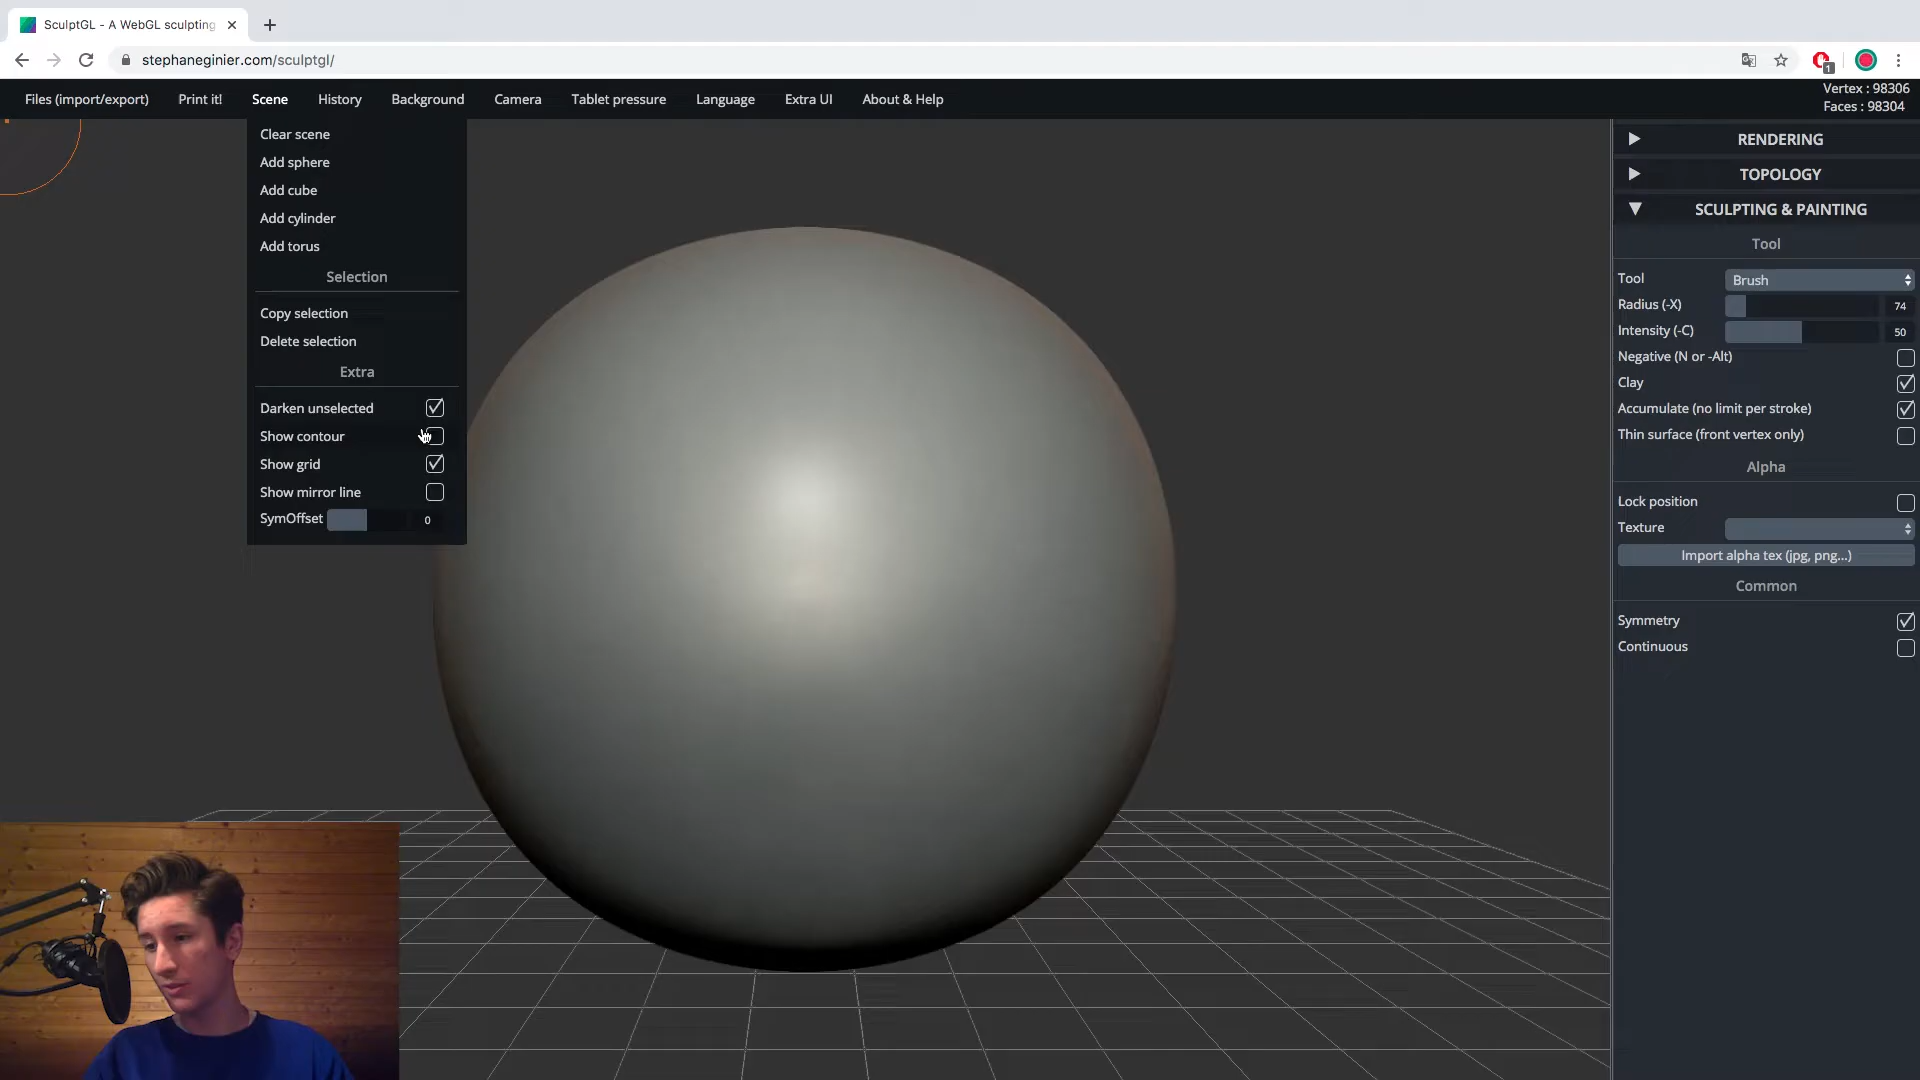 SculptGL - A WebGL sculpting
stephaneginier.com/sculptgl/
1
Files (import/export) Print it! Scene History Background Camera Tablet pressure Language Extra UI About & Help
Vertex : 98306
Faces : 98304
Clear scene
Add sphere
Add cube
Add cylinder
Add torus
Selection
Copy selection
Delete selection
Extra
Darken unselected
Show contour
Show grid
Show mirror line
SymOffset 0
RENDERING
TOPOLOGY
SCULPTING & PAINTING
Tool
Tool Brush
Radius (-X) 74
Intensity (-C) 50
Negative (N or -Alt)
Clay
Accumulate (no limit per stroke)
Thin surface (front vertex only)
Alpha
Lock position
Texture
Import alpha tex (jpg, png...)
Common
Symmetry
Continuous